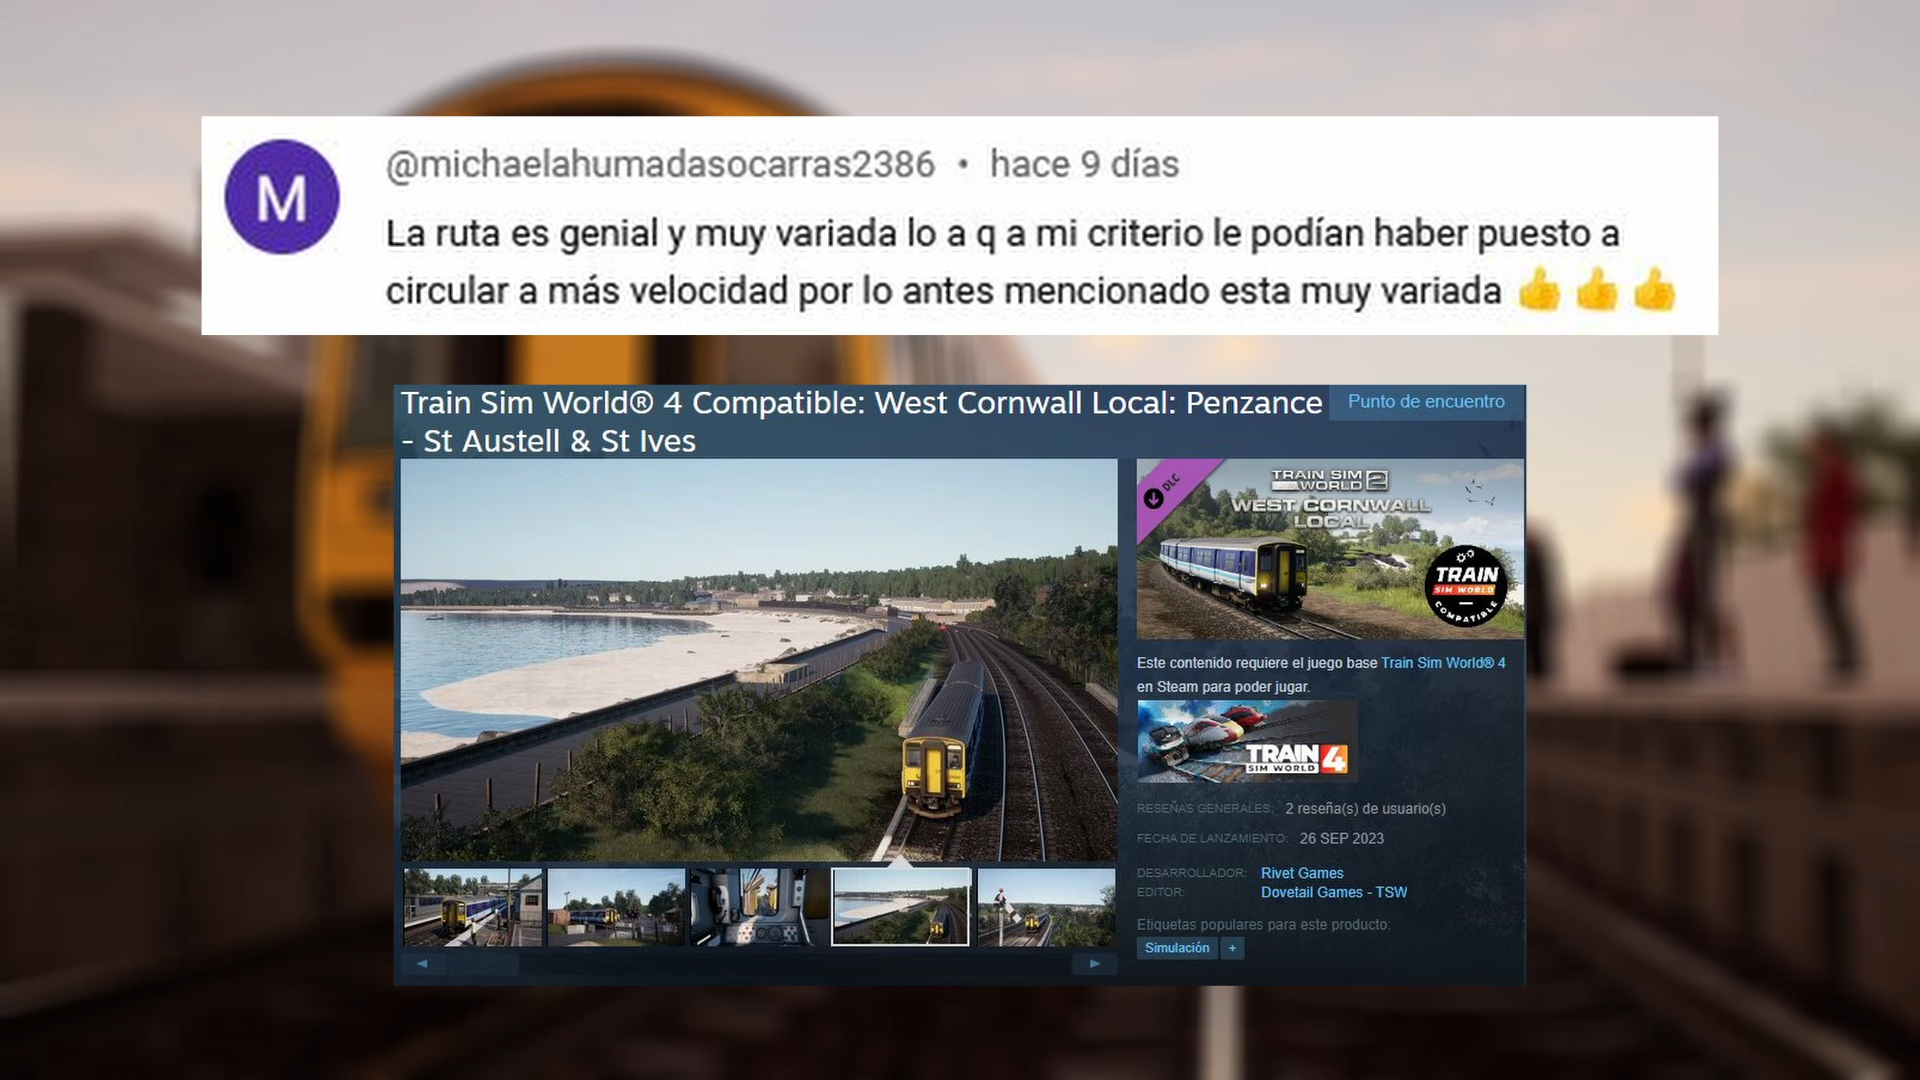 M
@michaelahumadasocarras2386 • hace 9 días
La ruta es genial y muy variada lo a q a mi criterio le podían haber puesto a
circular a más velocidad por lo antes mencionado esta muy variada 👍👍👍
Train Sim World® 4 Compatible: West Cornwall Local: Penzance
- St Austell & St Ives
Punto de encuentro
DLC
TRAIN SIM
WORLD 2
WEST CORNWALL
LOCAL
TRAIN
SIM WORLD
COMPATIBLE
Este contenido requiere el juego base Train Sim World® 4
en Steam para poder jugar.
TRAIN 4
SIM WORLD
RESEÑAS GENERALES: 2 reseña(s) de usuario(s)
FECHA DE LANZAMIENTO: 26 SEP 2023
DESARROLLADOR: Rivet Games
EDITOR: Dovetail Games - TSW
Etiquetas populares para este producto:
Simulación +